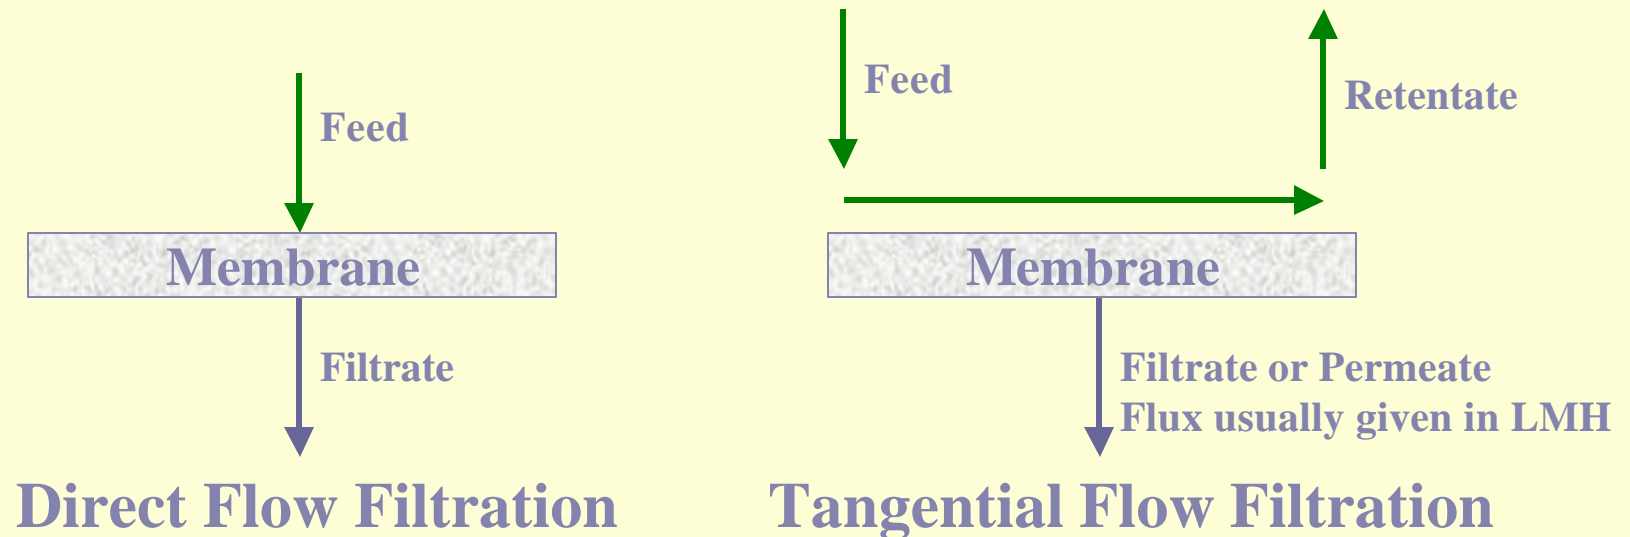 Feed
Membrane
Filtrate
Direct Flow Filtration
Feed
Retentate
Membrane
Filtrate or Permeate
Flux usually given in LMH
Tangential Flow Filtration